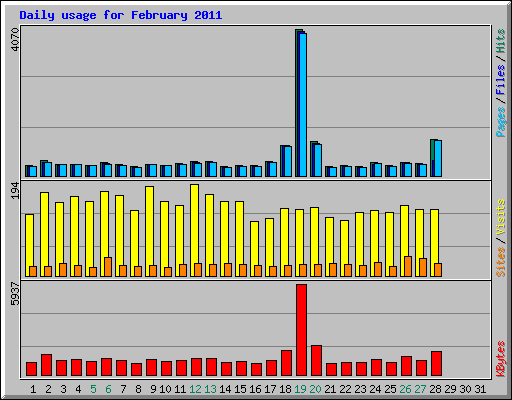 Daily usage for February 2011
4070
Pages / Files / Hits
194
Sites / Visits
5937
KBytes
1 2 3 4 5 6 7 8 9 10 11 12 13 14 15 16 17 18 19 20 21 22 23 24 25 26 27 28 29 30 31